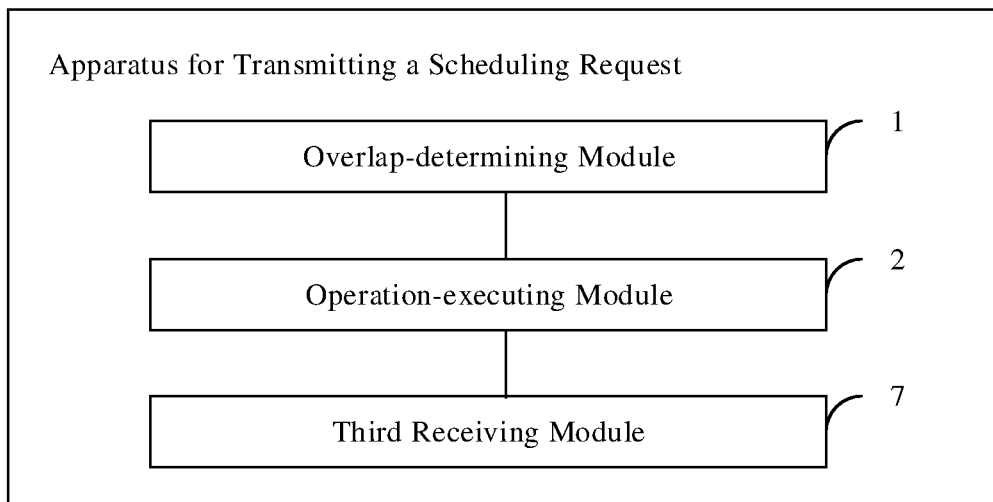 Apparatus for Transmitting a Scheduling Request
1
Overlap-determining Module
2
Operation-executing Module
7
Third Receiving Module